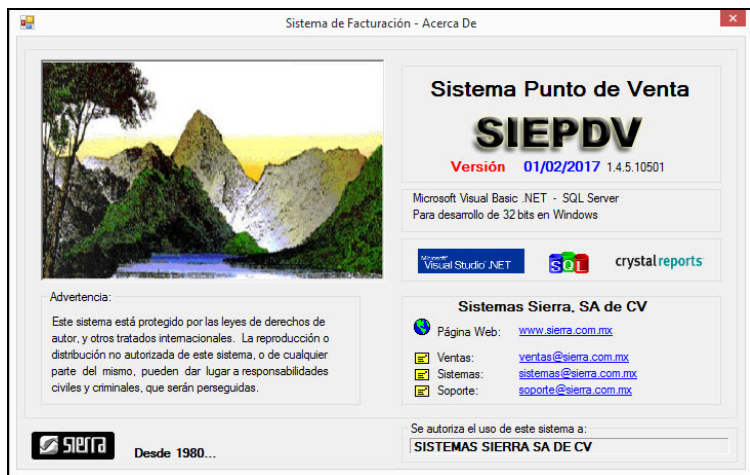 Sistema de Facturación - Acerca De
Sistema Punto de Venta
SIEPDV
Versión 01/02/2017 1.4.5.10501
Microsoft Visual Basic .NET - SQL Server
Para desarrollo de 32 bits en Windows
Microsoft
Visual Studio .NET
SQL
crystal reports
Advertencia:
Este sistema está protegido por las leyes de derechos de
autor, y otros tratados internacionales. La reproducción o
distribución no autorizada de este sistema, o de cualquier
parte del mismo, pueden dar lugar a responsabilidades
civiles y criminales, que serán perseguidas.
Sistemas Sierra, SA de CV
Página Web: www.sierra.com.mx
Ventas: ventas@sierra.com.mx
Sistemas: sistemas@sierra.com.mx
Soporte: soporte@sierra.com.mx
sierra
Desde 1980...
Se autoriza el uso de este sistema a:
SISTEMAS SIERRA SA DE CV